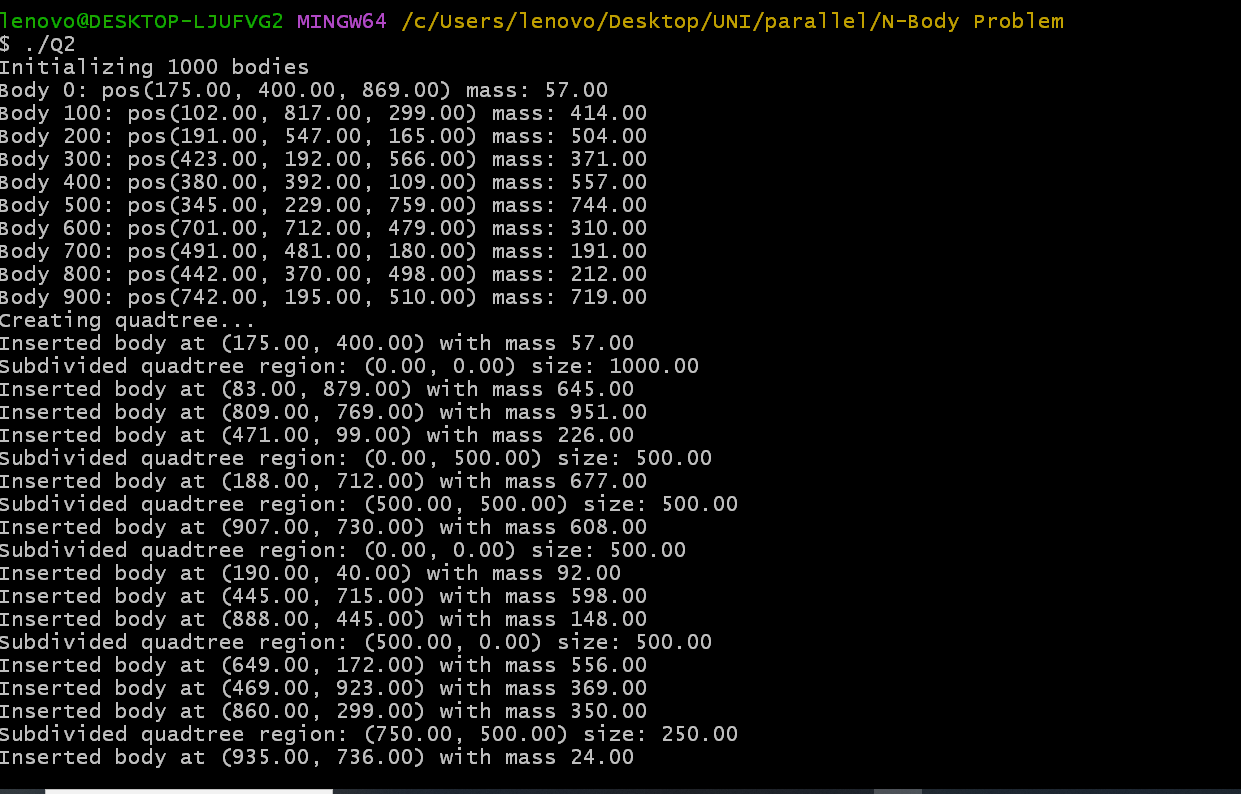 lenovo@DESKTOP-LJUFVG2 MINGW64 /c/Users/lenovo/Desktop/UNI/parallel/N-Body Problem
$ ./Q2
Initializing 1000 bodies
Body 0: pos(175.00, 400.00, 869.00) mass: 57.00
Body 100: pos(102.00, 817.00, 299.00) mass: 414.00
Body 200: pos(191.00, 547.00, 165.00) mass: 504.00
Body 300: pos(423.00, 192.00, 566.00) mass: 371.00
Body 400: pos(380.00, 392.00, 109.00) mass: 557.00
Body 500: pos(345.00, 229.00, 759.00) mass: 744.00
Body 600: pos(701.00, 712.00, 479.00) mass: 310.00
Body 700: pos(491.00, 481.00, 180.00) mass: 191.00
Body 800: pos(442.00, 370.00, 498.00) mass: 212.00
Body 900: pos(742.00, 195.00, 510.00) mass: 719.00
Creating quadtree...
Inserted body at (175.00, 400.00) with mass 57.00
Subdivided quadtree region: (0.00, 0.00) size: 1000.00
Inserted body at (83.00, 879.00) with mass 645.00
Inserted body at (809.00, 769.00) with mass 951.00
Inserted body at (471.00, 99.00) with mass 226.00
Subdivided quadtree region: (0.00, 500.00) size: 500.00
Inserted body at (188.00, 712.00) with mass 677.00
Subdivided quadtree region: (500.00, 500.00) size: 500.00
Inserted body at (907.00, 730.00) with mass 608.00
Subdivided quadtree region: (0.00, 0.00) size: 500.00
Inserted body at (190.00, 40.00) with mass 92.00
Inserted body at (445.00, 715.00) with mass 598.00
Inserted body at (888.00, 445.00) with mass 148.00
Subdivided quadtree region: (500.00, 0.00) size: 500.00
Inserted body at (649.00, 172.00) with mass 556.00
Inserted body at (469.00, 923.00) with mass 369.00
Inserted body at (860.00, 299.00) with mass 350.00
Subdivided quadtree region: (750.00, 500.00) size: 250.00
Inserted body at (935.00, 736.00) with mass 24.00